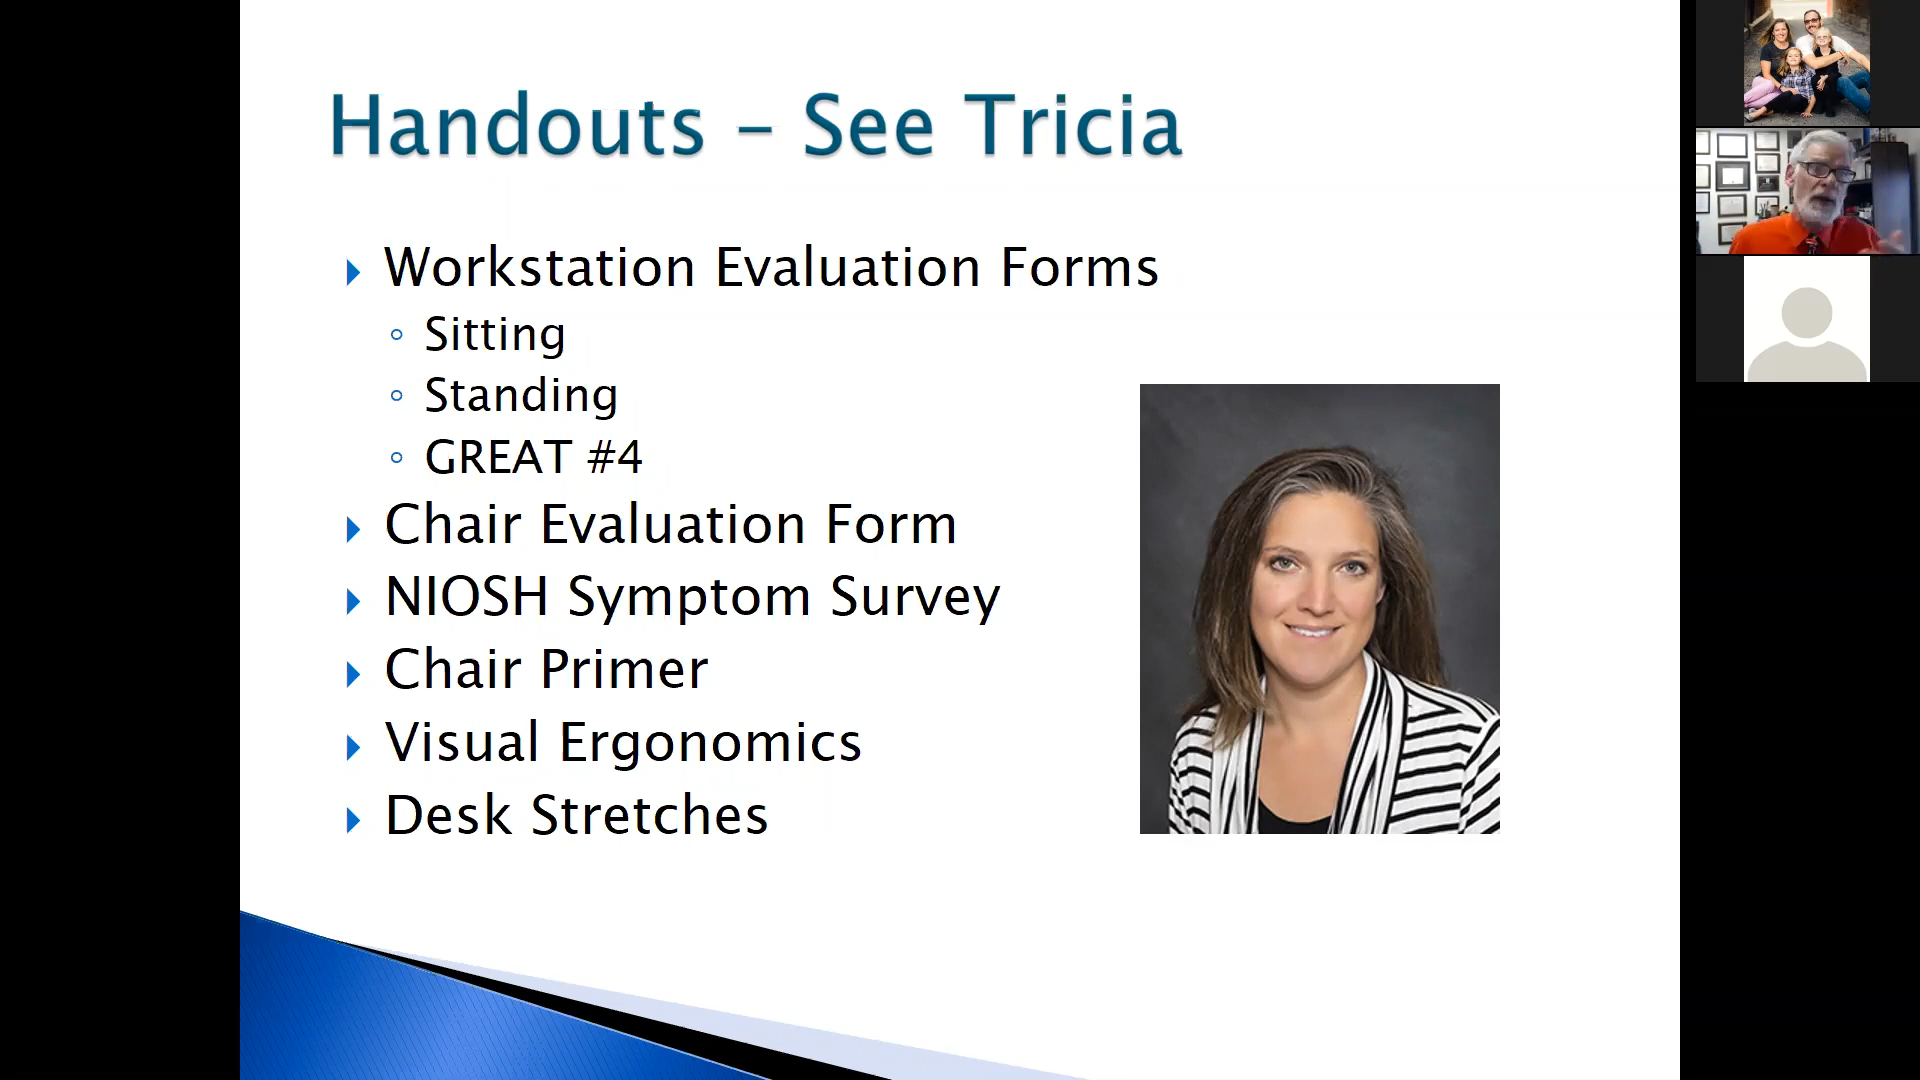 Handouts – See Tricia
Workstation Evaluation Forms
Sitting
Standing
GREAT #4
Chair Evaluation Form
NIOSH Symptom Survey
Chair Primer
Visual Ergonomics
Desk Stretches